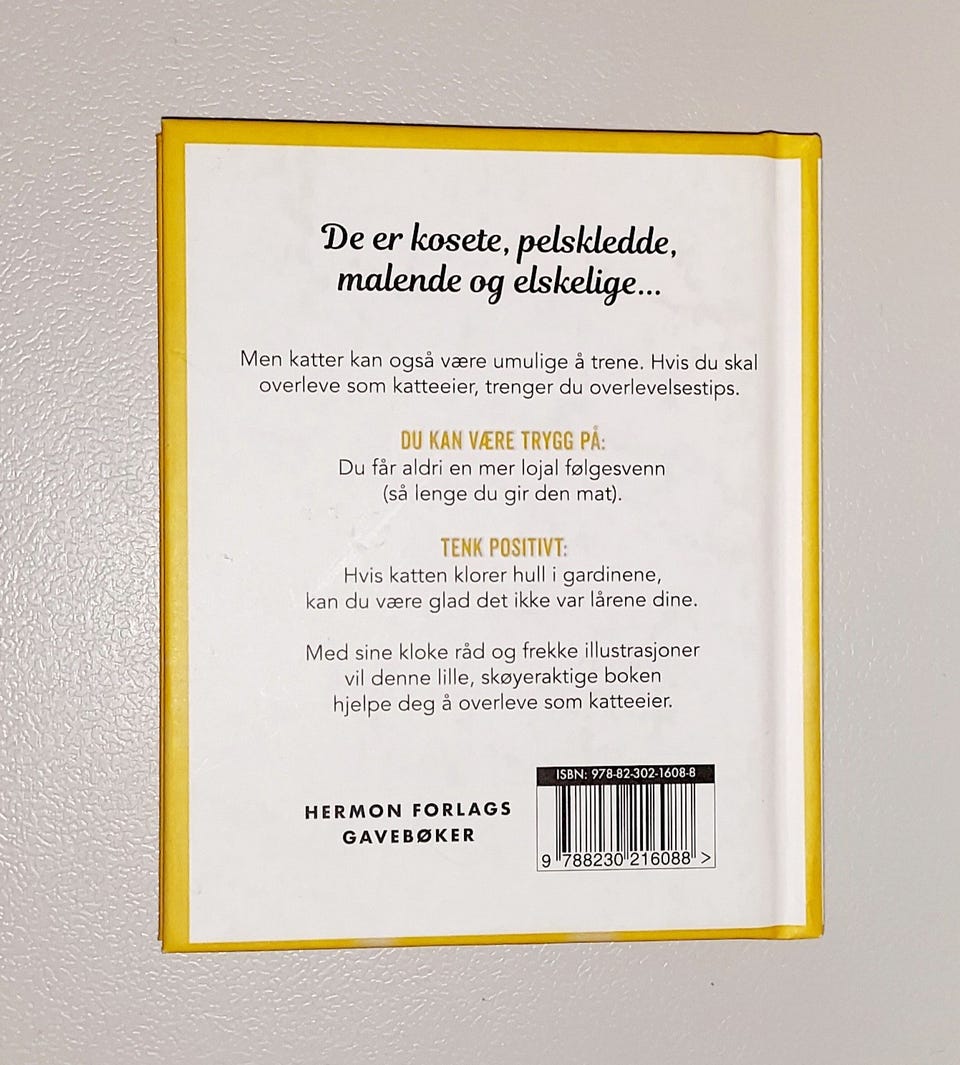 De er kosete, pelskledde,
malende og elskelige...
Men katter kan også være umulige å trene. Hvis du skal
overleve som katteeier, trenger du overlevelsestips.
DU KAN VÆRE TRYGG PÅ:
Du får aldri en mer lojal følgesvenn
(så lenge du gir den mat).
TENK POSITIVT:
Hvis katten klorer hull i gardinene,
kan du være glad det ikke var lårene dine.
Med sine kloke råd og frekke illustrasjoner
vil denne lille, skøyeraktige boken
hjelpe deg å overleve som katteeier.
HERMON FORLAGS
GAVEBØKER
ISBN: 978-82-302-1608-8
9 788230 216088 >